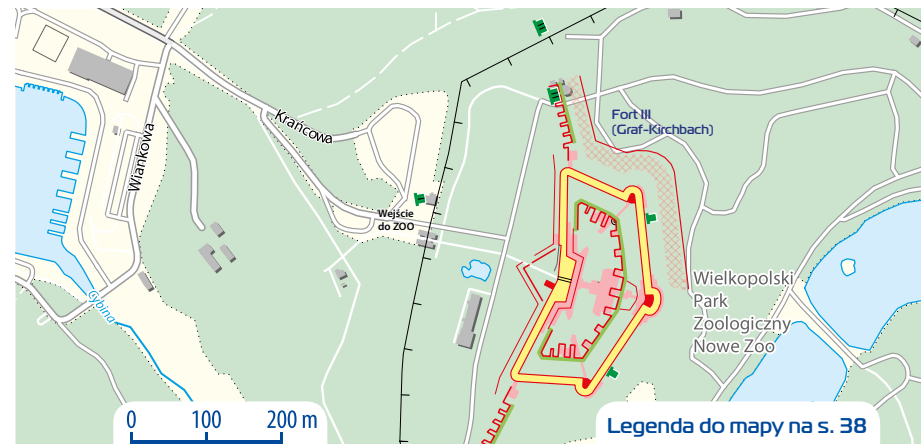 Fort III
(Graf-Kirchbach)
Krańcowa
Wiankowa
Wejście
do ZOO
Wielkopolski
Park
Zoologiczny
Nowe Zoo
Cybina
0 100 200 m
Legenda do mapy na s. 38